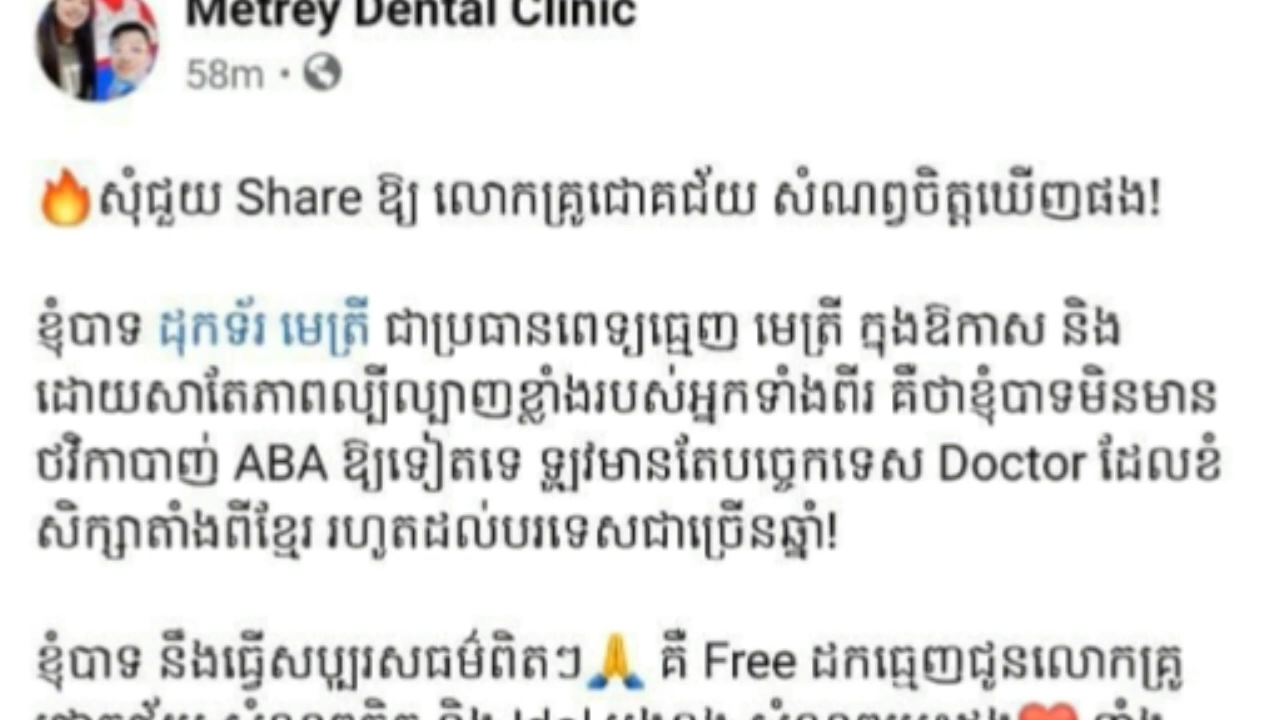 Metrey Dental Clinic
58m
🔥សុំជួយ Share ឱ្យ លោកគ្រូជោគជ័យ សំណព្វចិត្តឃើញផង!
ខ្ញុំបាទ ដុកទ័រ មេត្រី ជាប្រធានពេទ្យធ្មេញ មេត្រី ក្នុងឱកាស និង
ដោយសាតែភាពល្បីល្បាញខ្លាំងរបស់អ្នកទាំងពីរ គឺថាខ្ញុំបាទមិនមាន
ថវិកាបាញ់ ABA ឱ្យទៀតទេ ឡូវមានតែបច្ចេកទេស Doctor ដែលខំ
សិក្សាតាំងពីខ្មែរ រហូតដល់បរទេសជាច្រើនឆ្នាំ!
ខ្ញុំបាទ នឹងធ្វើសប្បុរសធម៌ពិតៗ🙏 គឺ Free ដកធ្មេញជូនលោកគ្រូ